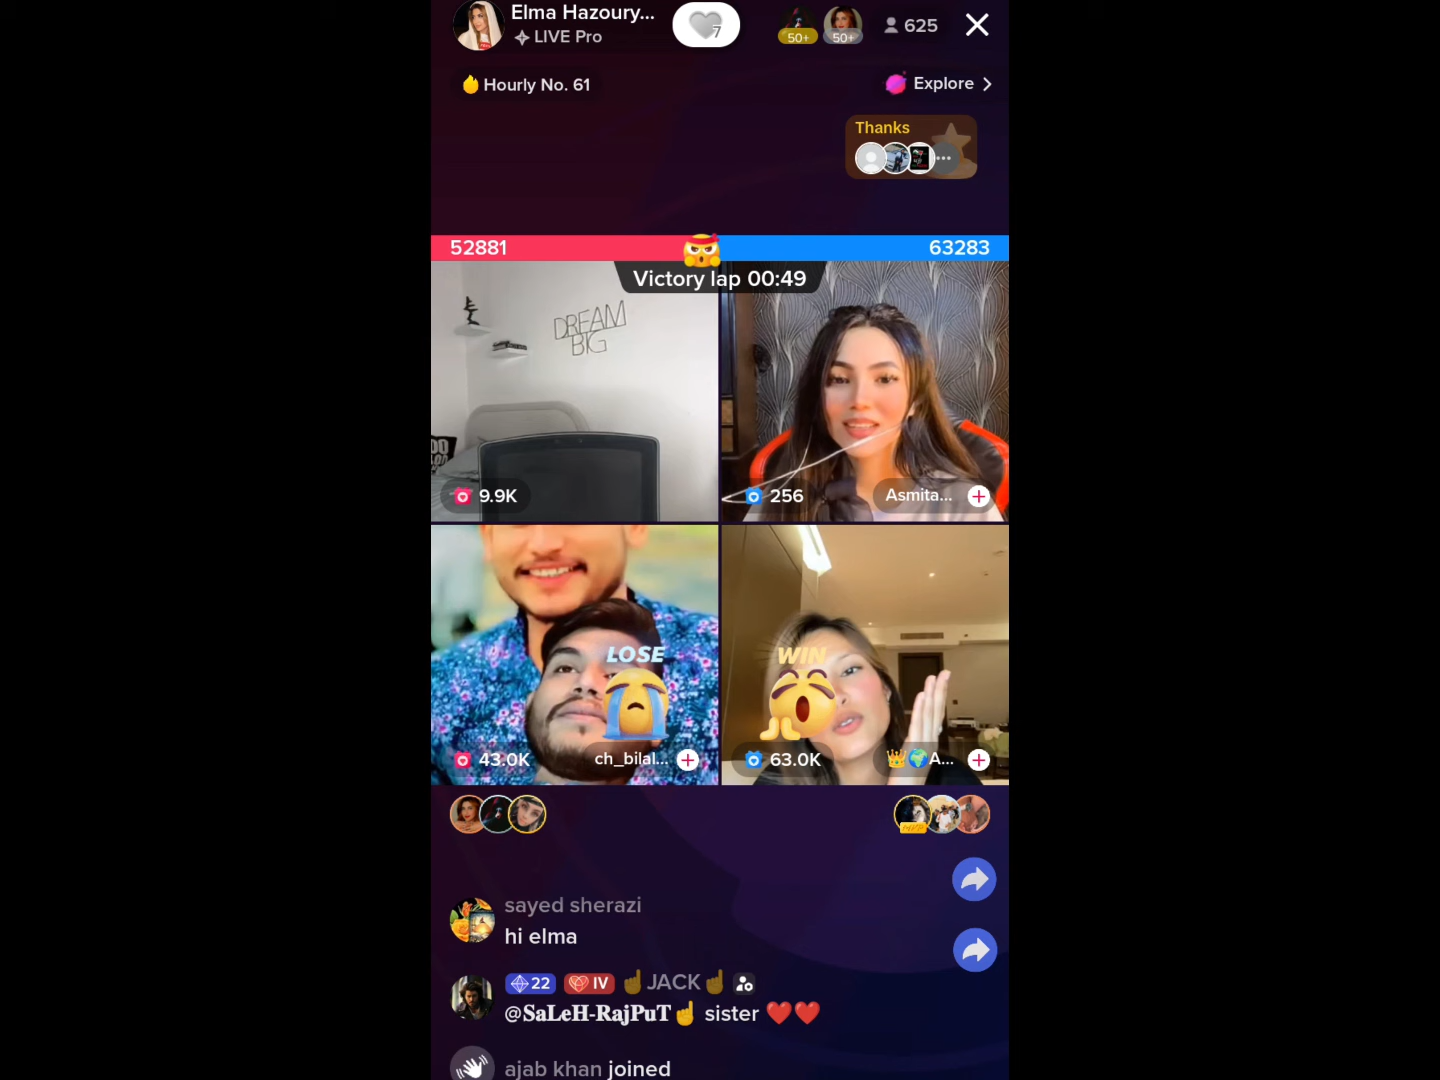 Elma Hazoury...
LIVE Pro
7
50+
50+
625
Hourly No. 61
Explore
Thanks
52881
63283
Victory lap 00:49
DREAM
BIG
9.9K
256
Asmita...
LOSE
WIN
43.0K
ch_bilal...
63.0K
👑🌍A...
MVP
sayed sherazi
hi elma
22 IV ☝JACK☝
@𝐒𝐚𝐋𝐞𝐇-𝐑𝐚𝐣𝐏𝐮𝐓☝ sister ❤️❤️
ajab khan joined